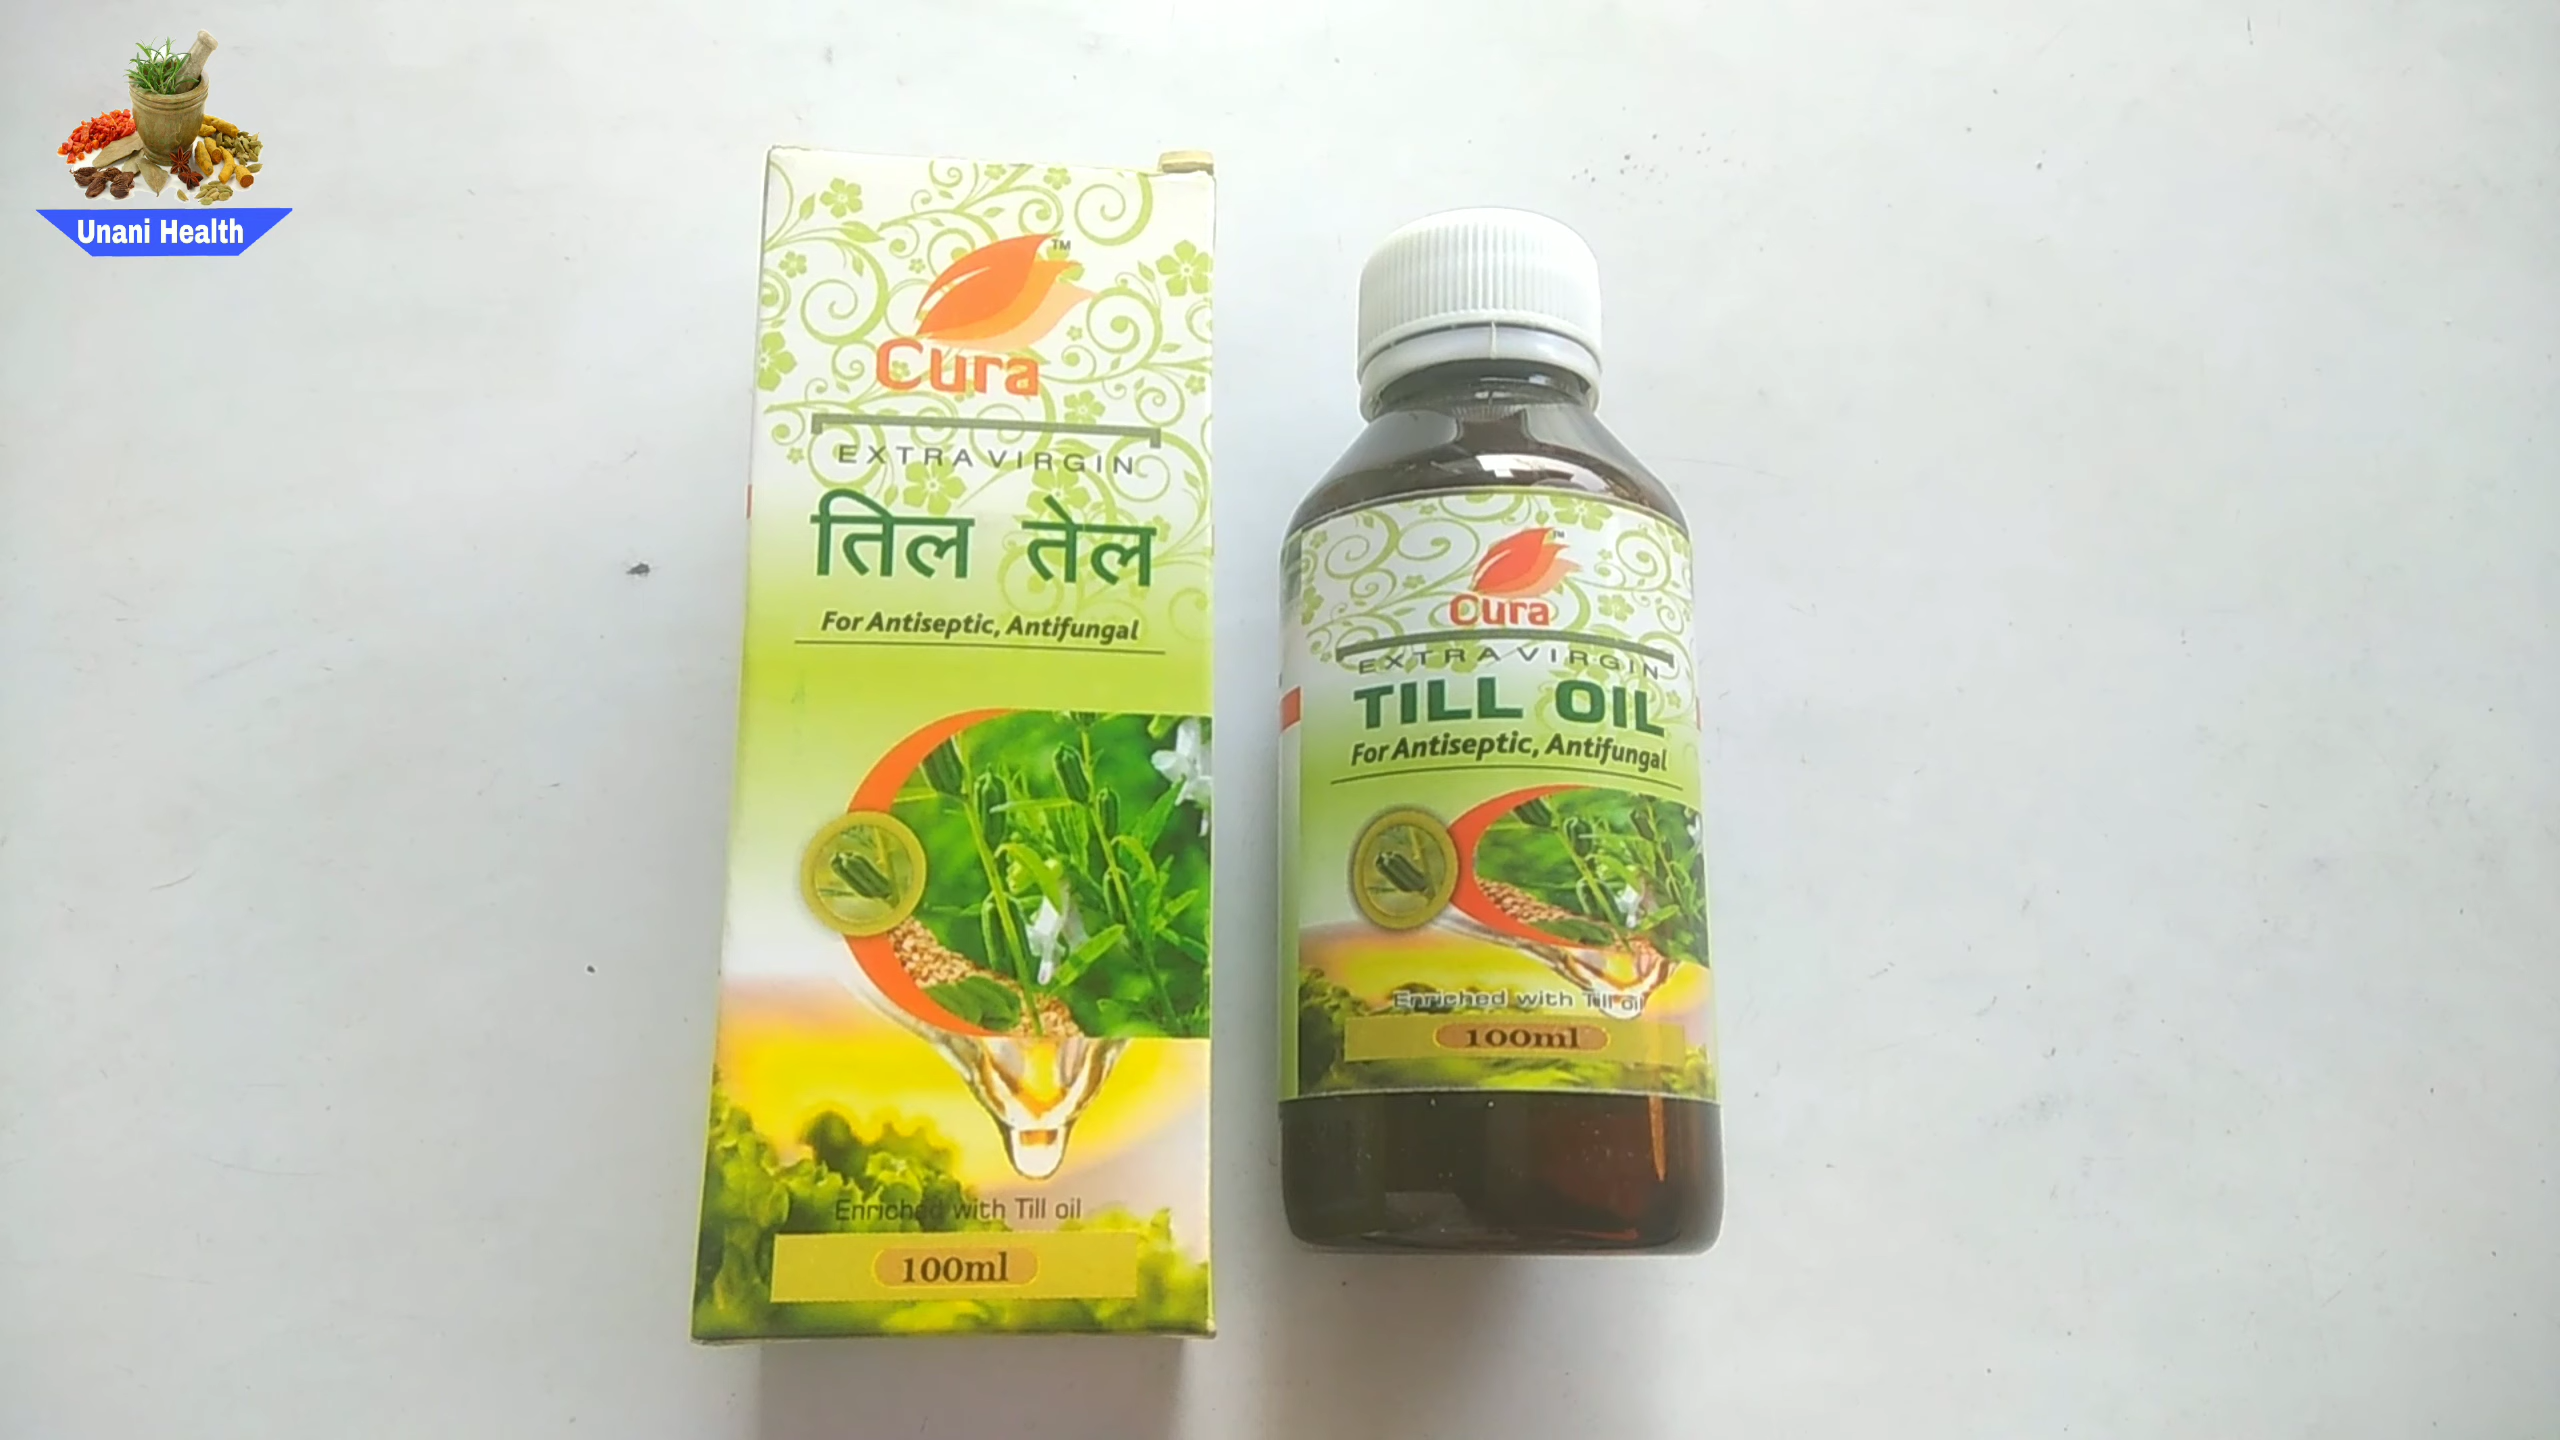 Unani Health
TM
Cura
EXTRA VIRGIN
तिल तेल
For Antiseptic, Antifungal
Enriched with Till oil
100ml
TM
Cura
EXTRA VIRGIN
TILL OIL
For Antiseptic, Antifungal
Enriched with Till oil
100ml